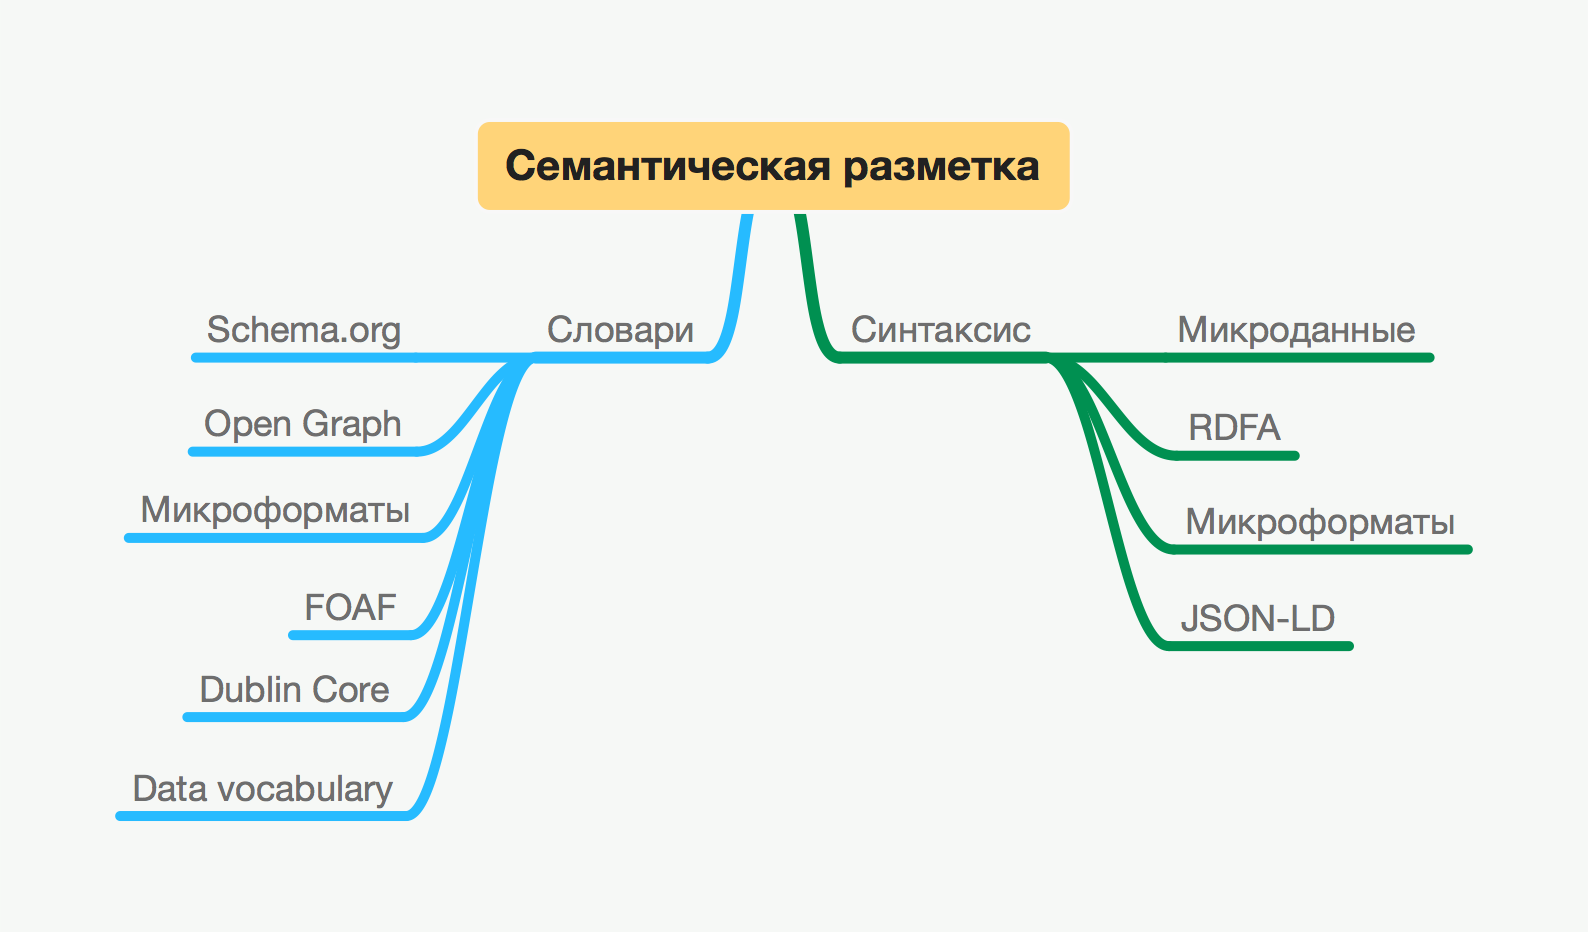 Семантическая разметка
Словари
Schema.org
Open Graph
Микроформаты
FOAF
Dublin Core
Data vocabulary
Синтаксис
Микроданные
RDFA
Микроформаты
JSON-LD